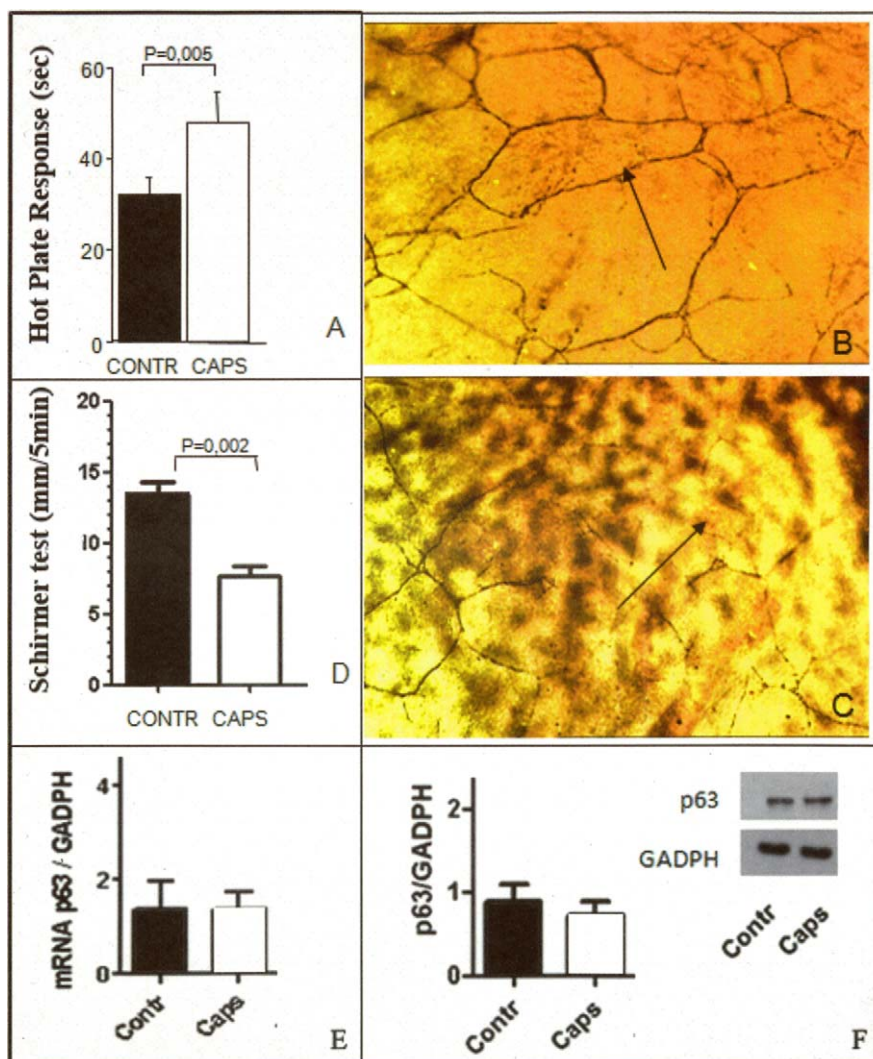 P=0,005
Hot Plate Response (sec)
60
40
20
0
CONTR CAPS
A
B
P=0,002
Schirmer test (mm/5min)
20
15
10
5
0
CONTR CAPS
D
C
mRNA p63 / GADPH
4
2
0
Contr
Caps
E
p63/GADPH
2
1
0
Contr
Caps
p63
GADPH
Contr
Caps
F